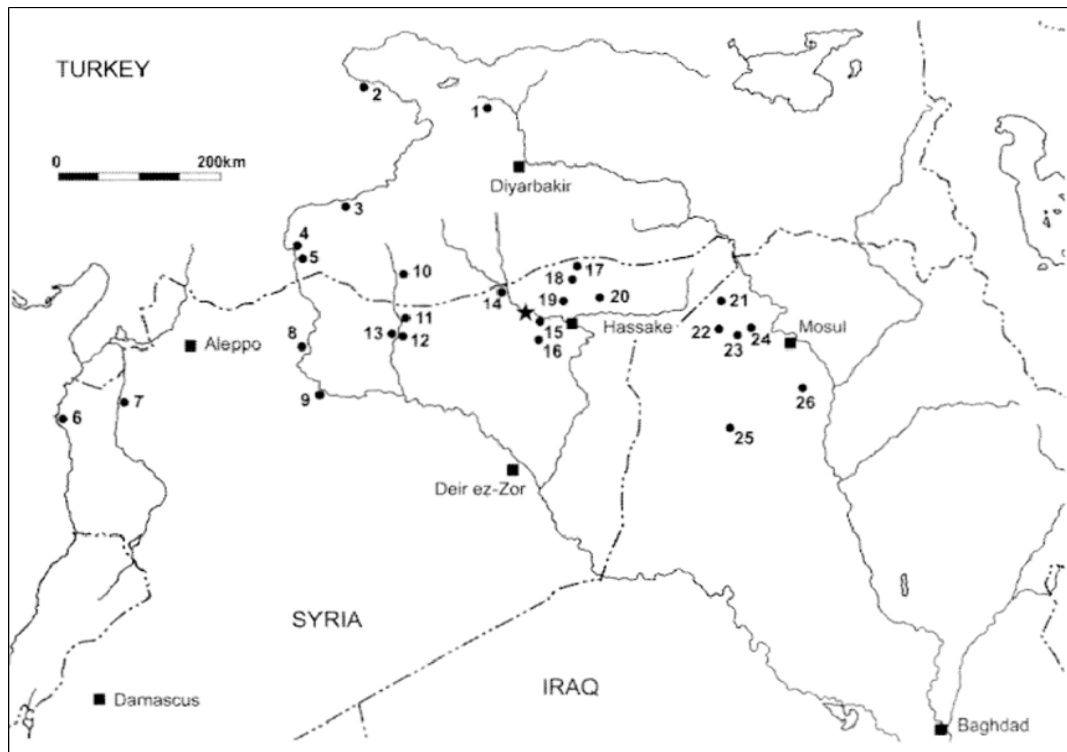 TURKEY
2
1
0 200km
Diyarbakir
3
4
5
10
17
18
14
19
20
21
11
15
Hassake
22
24
8
13
12
23
Mosul
Aleppo
16
9
26
7
6
25
Deir ez-Zor
SYRIA
IRAQ
Damascus
Baghdad